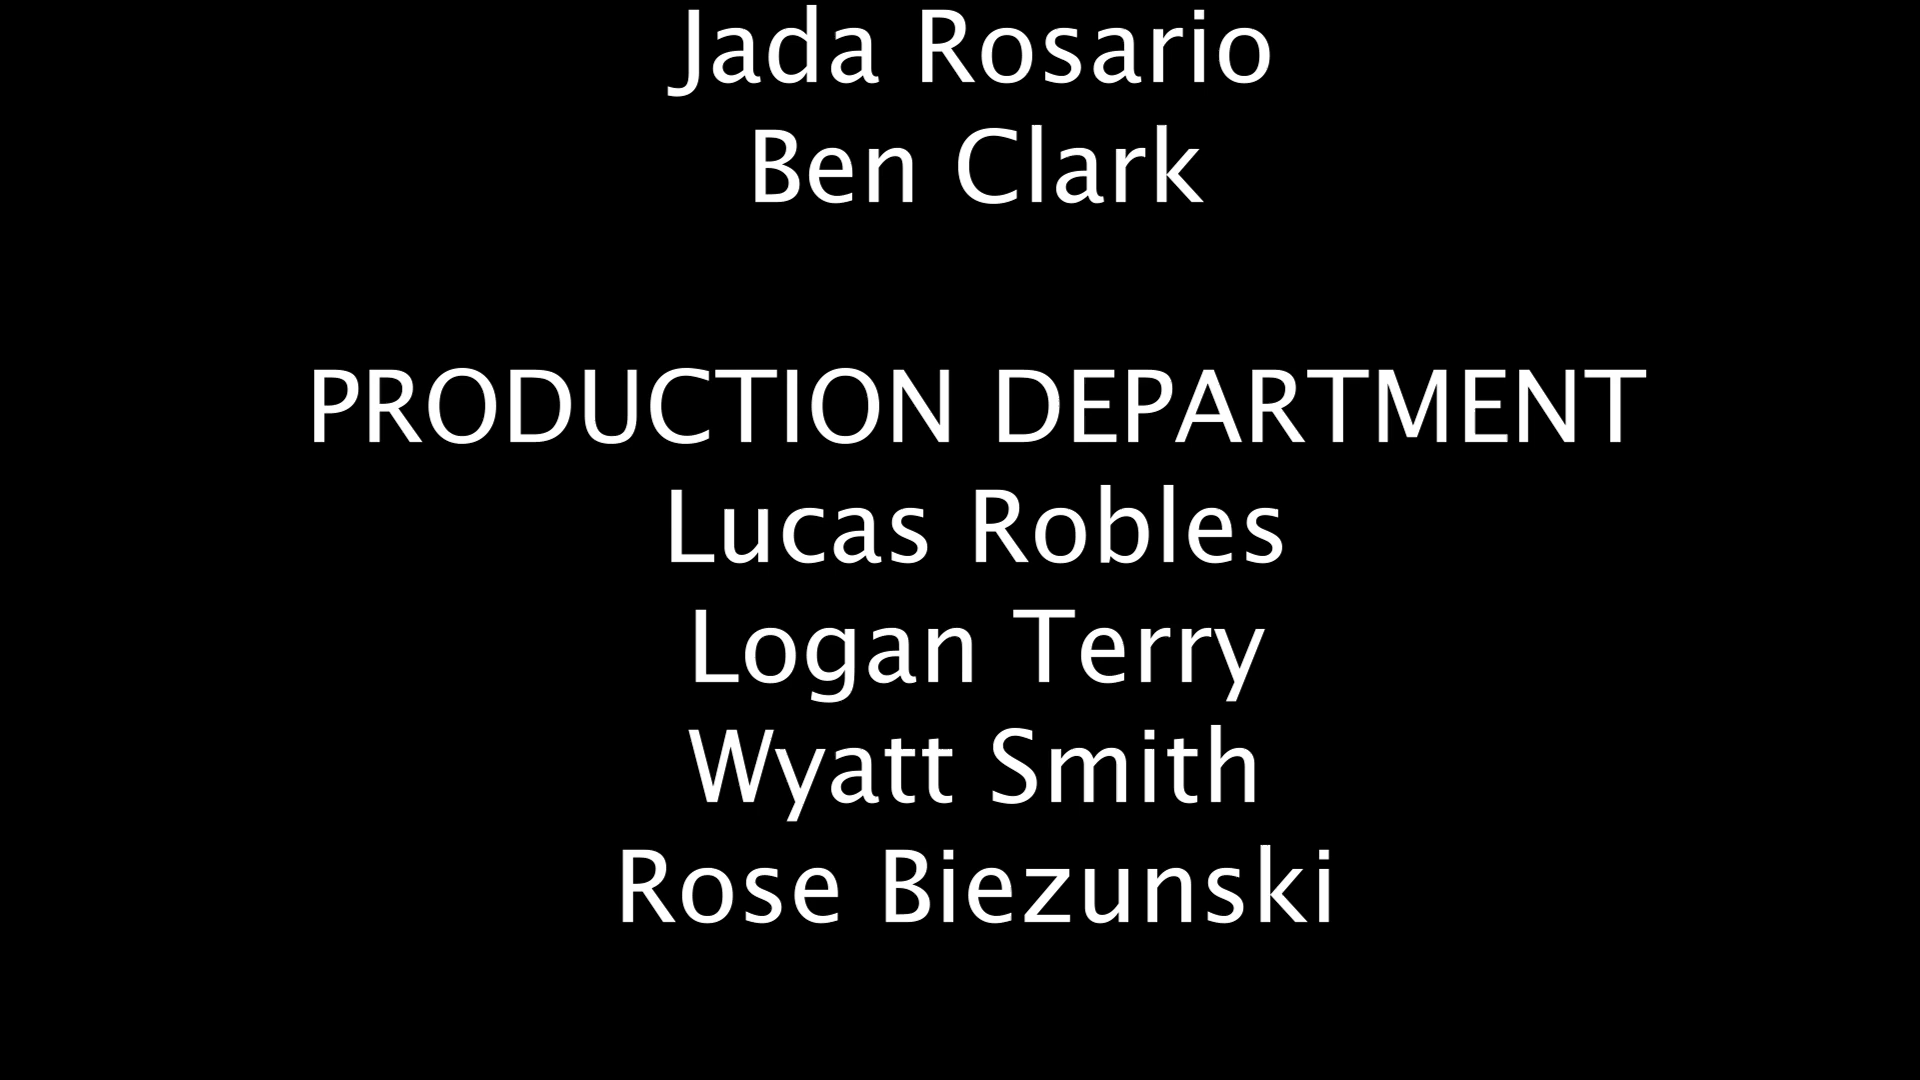 Jada Rosario
Ben Clark
PRODUCTION DEPARTMENT
Lucas Robles
Logan Terry
Wyatt Smith
Rose Biezunski